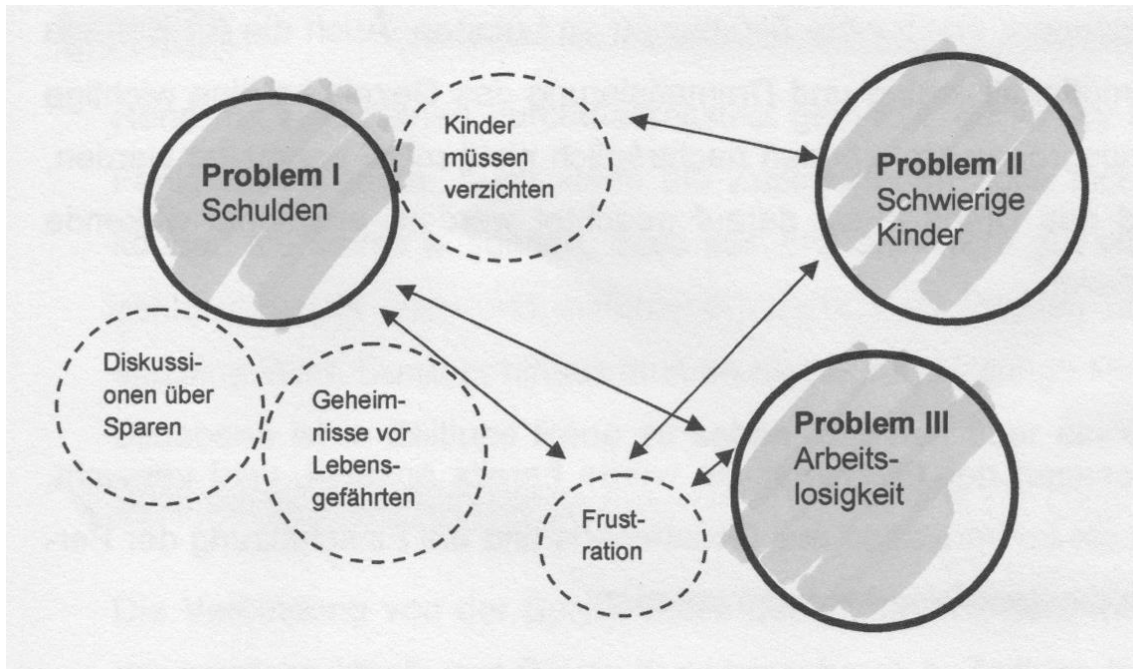 Problem I
Schulden
Kinder
müssen
verzichten
Problem II
Schwierige
Kinder
Diskussi-
onen über
Sparen
Geheim-
nisse vor
Lebens-
gefährten
Frust-
ration
Problem III
Arbeits-
losigkeit